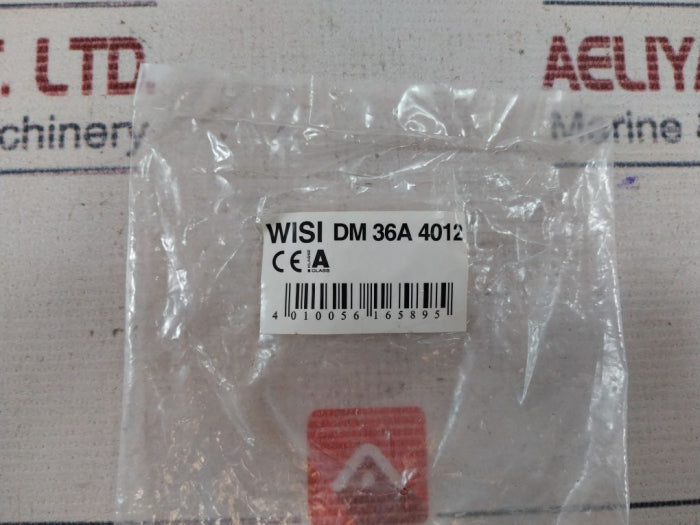 T. LTD.
chinery
AELIYA
Marine
WISI DM 36A 4012
CE A
CLASS
4 010056 165895